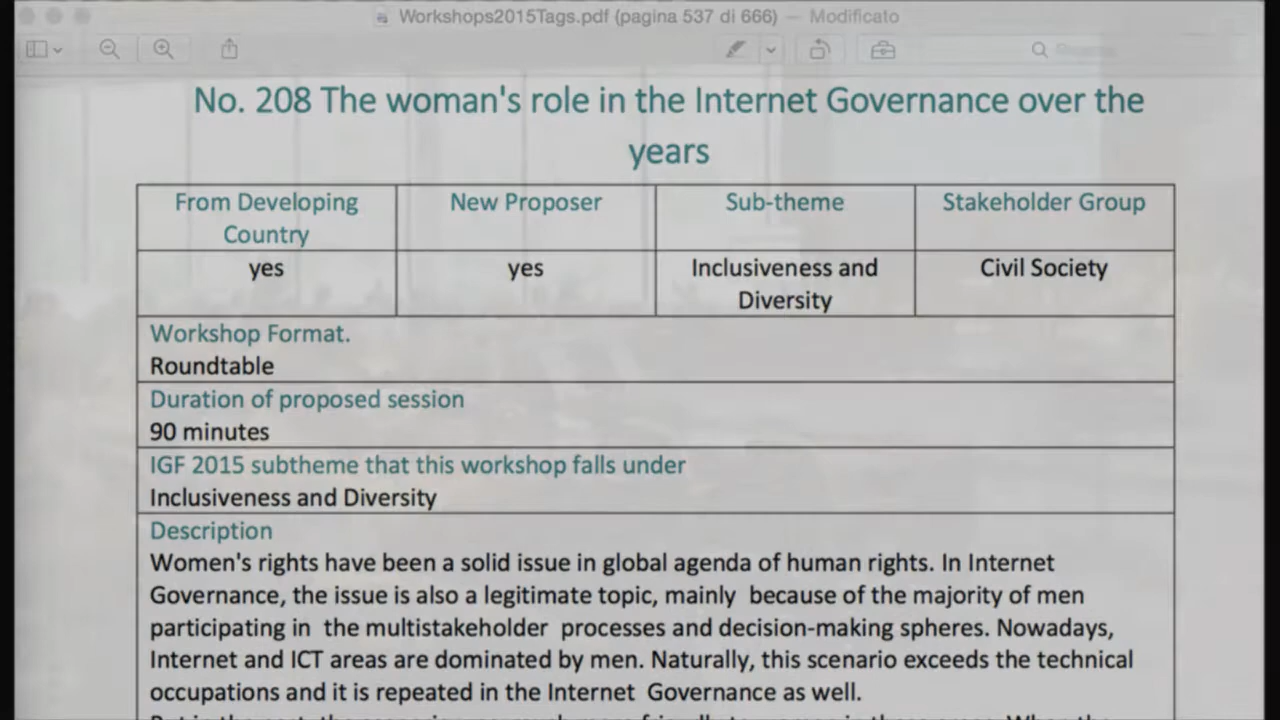 Workshops2015Tags.pdf (pagina 537 di 666) — Modificato
No. 208 The woman's role in the Internet Governance over the
years
From Developing
Country
New Proposer
Sub-theme
Stakeholder Group
yes
yes
Inclusiveness and
Diversity
Civil Society
Workshop Format.
Roundtable
Duration of proposed session
90 minutes
IGF 2015 subtheme that this workshop falls under
Inclusiveness and Diversity
Description
Women's rights have been a solid issue in global agenda of human rights. In Internet
Governance, the issue is also a legitimate topic, mainly because of the majority of men
participating in the multistakeholder processes and decision-making spheres. Nowadays,
Internet and ICT areas are dominated by men. Naturally, this scenario exceeds the technical
occupations and it is repeated in the Internet Governance as well.